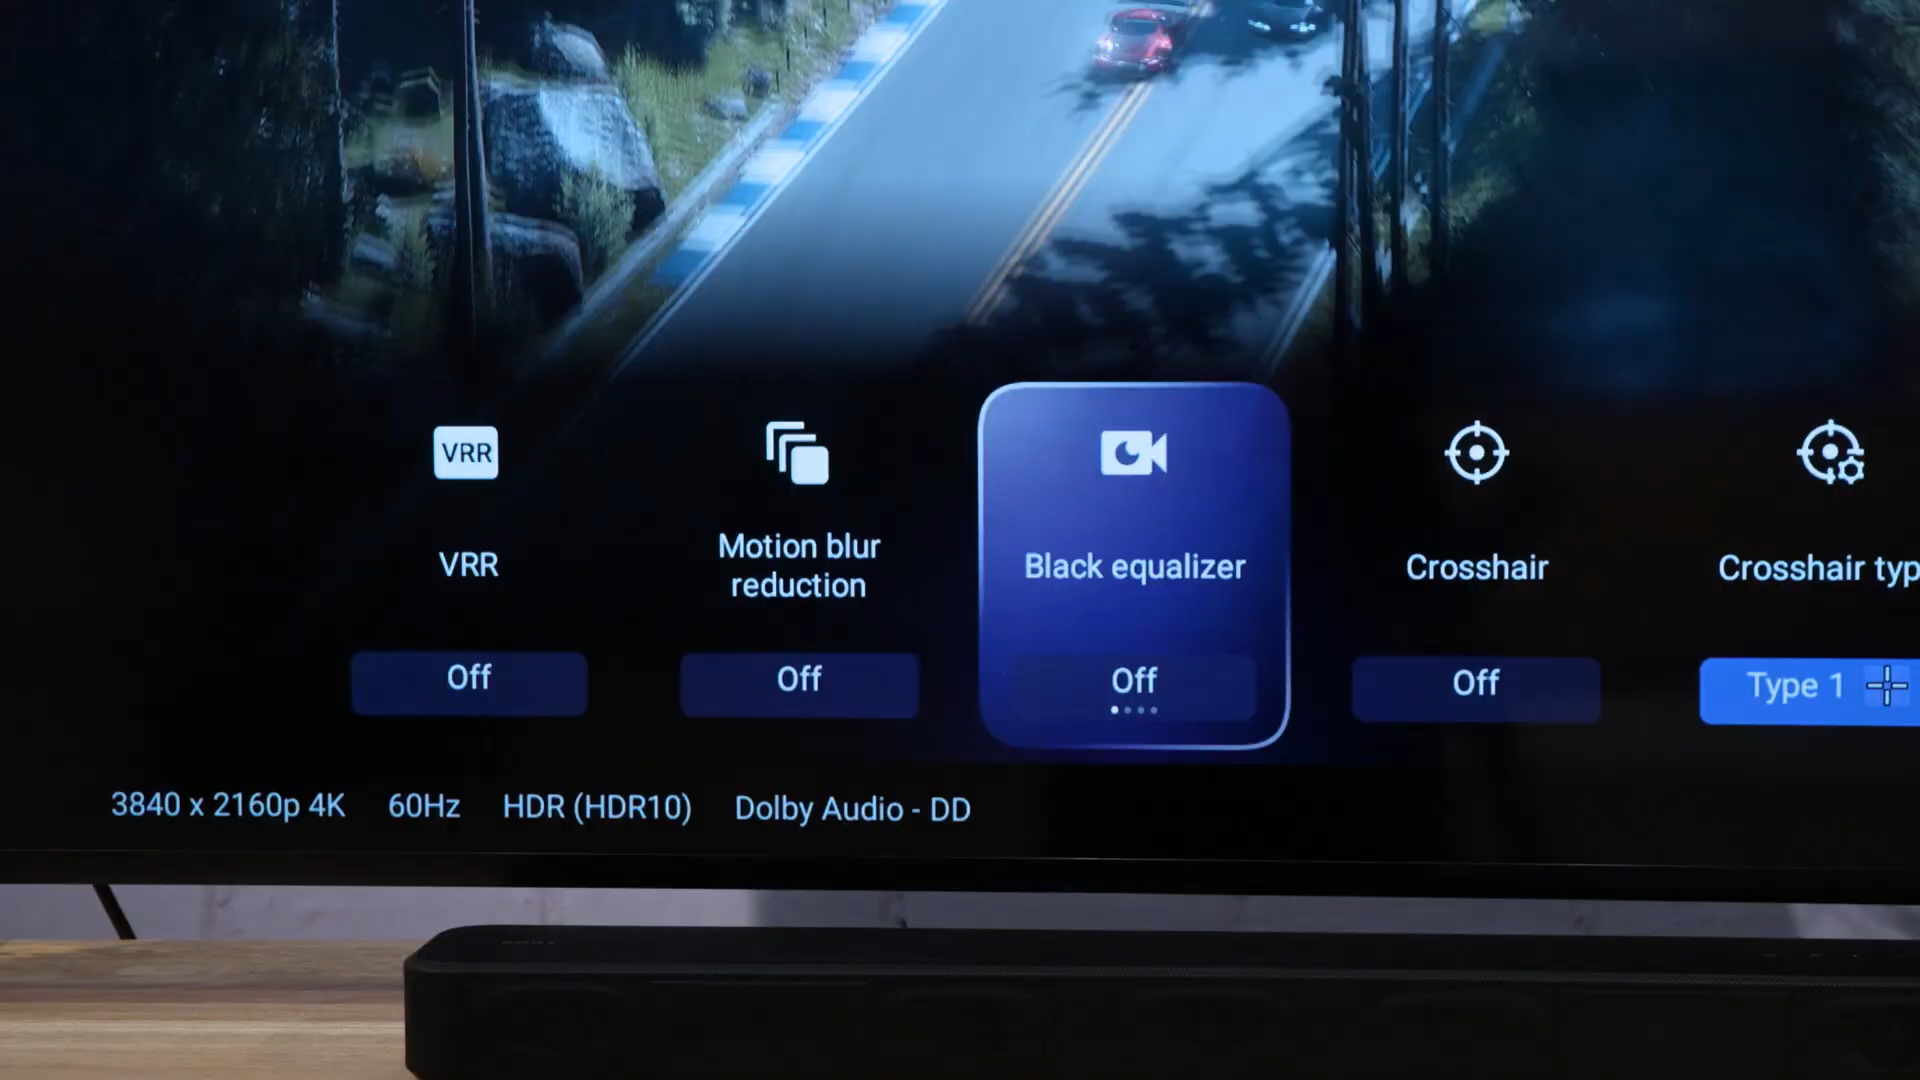 VRR
VRR
Off
Motion blur
reduction
Off
Black equalizer
Off
Crosshair
Off
Crosshair typ
Type 1
3840 x 2160p 4K 60Hz HDR (HDR10) Dolby Audio - DD